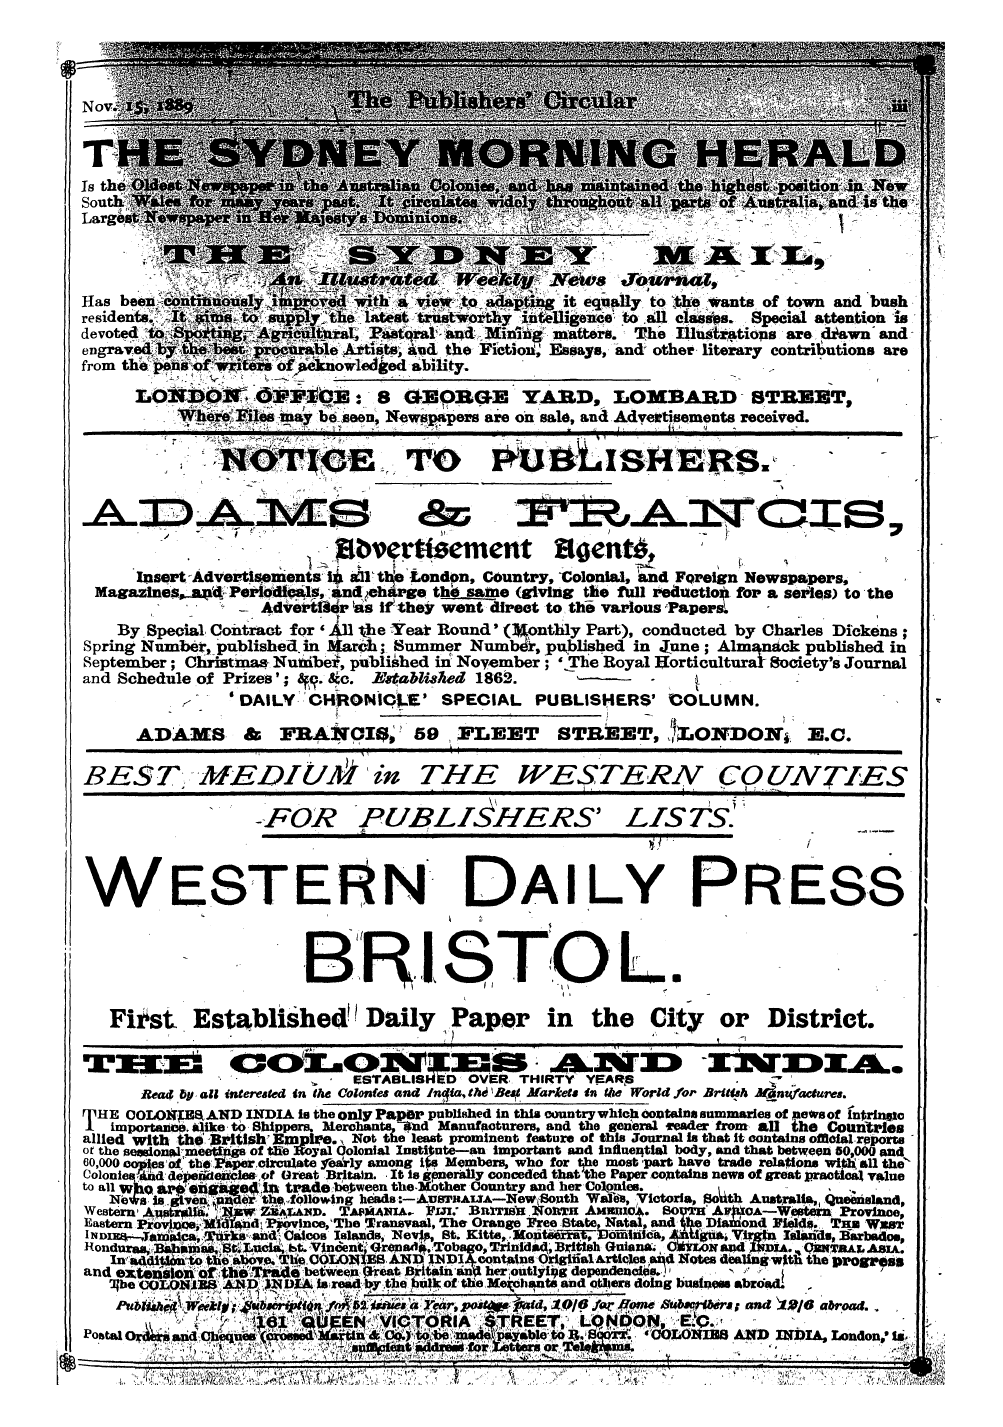 Nov. 15, 1889 The Publishers' Circular iii
THE SYDNEY MORNING HERALD
Is the Oldest Newspaper in the Australian Colonies, and has maintained the highest position in New
South Wales for many years past. It circulates widely throughout all parts of Australia, and is the
Largest Newspaper in Her Majesty's Dominions.
THE SYDNEY MAIL,
An Illustrated Weekly News Journal,
Has been continuously improved with a view to adapting it equally to the wants of town and bush
residents. It aims to supply the latest trustworthy intelligence to all classes. Special attention is
devoted to Sporting, Agricultural, Pastoral and Mining matters. The Illustrations are drawn and
engraved by the best procurable Artists, and the Fiction, Essays, and other literary contributions are
from the pens of writers of acknowledged ability.
LONDON OFFICE: 8 GEORGE YARD, LOMBARD STREET,
Where Files may be seen, Newspapers are on sale, and Advertisements received.
NOTICE TO PUBLISHERS.
ADAMS & FRANCIS,
Advertisement Agents,
Insert Advertisements in all the London, Country, Colonial, and Foreign Newspapers,
Magazines, and Periodicals, and charge the same (giving the full reduction for a series) to the
Advertiser as if they went direct to the various Papers.
By Special Contract for 'All the Year Round' (Monthly Part), conducted by Charles Dickens;
Spring Number, published in March; Summer Number, published in June; Almanack published in
September; Christmas Number, published in November; 'The Royal Horticultural Society's Journal
and Schedule of Prizes'; &c. &c. Established 1862.
'DAILY CHRONICLE' SPECIAL PUBLISHERS' COLUMN.
ADAMS & FRANCIS, 59 FLEET STREET, LONDON, E.C.
BEST MEDIUM in THE WESTERN COUNTIES
FOR PUBLISHERS' LISTS.
WESTERN DAILY PRESS
BRISTOL.
First Established Daily Paper in the City or District.
THE COLONIES AND INDIA.
ESTABLISHED OVER THIRTY YEARS
Read by all interested in the Colonies and India, the Best Markets in the World for British Manufactures.
THE COLONIES AND INDIA is the only Paper published in this country which contains summaries of news of intrinsic
importance alike to Shippers, Merchants, and Manufacturers, and the general reader from all the Countries
allied with the British Empire. Not the least prominent feature of this Journal is that it contains official reports
of the sessional meetings of the Royal Colonial Institute—an important and influential body, and that between 50,000 and
60,000 copies of the Paper circulate yearly among its Members, who for the most part have trade relations with all the
Colonies and dependencies of Great Britain. It is generally conceded that the Paper contains news of great practical value
to all who are engaged in trade between the Mother Country and her Colonies.
News is given under the following heads:—AUSTRALIA—New South Wales, Victoria, South Australia, Queensland,
Western Australia. NEW ZEALAND. TASMANIA. FIJI. BRITISH NORTH AMERICA. SOUTH AFRICA—Western Province,
Eastern Province, Midland Province, The Transvaal, The Orange Free State, Natal, and the Diamond Fields. THE WEST
INDIES—Jamaica, Turks and Caicos Islands, Nevis, St. Kitts, Montserrat, Dominica, Antigua, Virgin Islands, Barbados,
Honduras, Bahamas, St. Lucia, St. Vincent, Grenada, Tobago, Trinidad, British Guiana. CEYLON and INDIA. CENTRAL ASIA.
In addition to the above, The COLONIES AND INDIA contains Original Articles and Notes dealing with the progress
and extension of the Trade between Great Britain and her outlying dependencies.
The COLONIES AND INDIA is read by the bulk of the Merchants and others doing business abroad.
Published Weekly; Subscription for 52 issues a Year, postage paid, 10/6 for Home Subscribers; and 12/6 abroad.
161 QUEEN VICTORIA STREET, LONDON, E.C.
Postal Orders and Cheques (crossed Martin & Co.) to be made payable to R. SCOTT. 'COLONIES AND INDIA, London,' is
sufficient address for Letters or Telegrams.